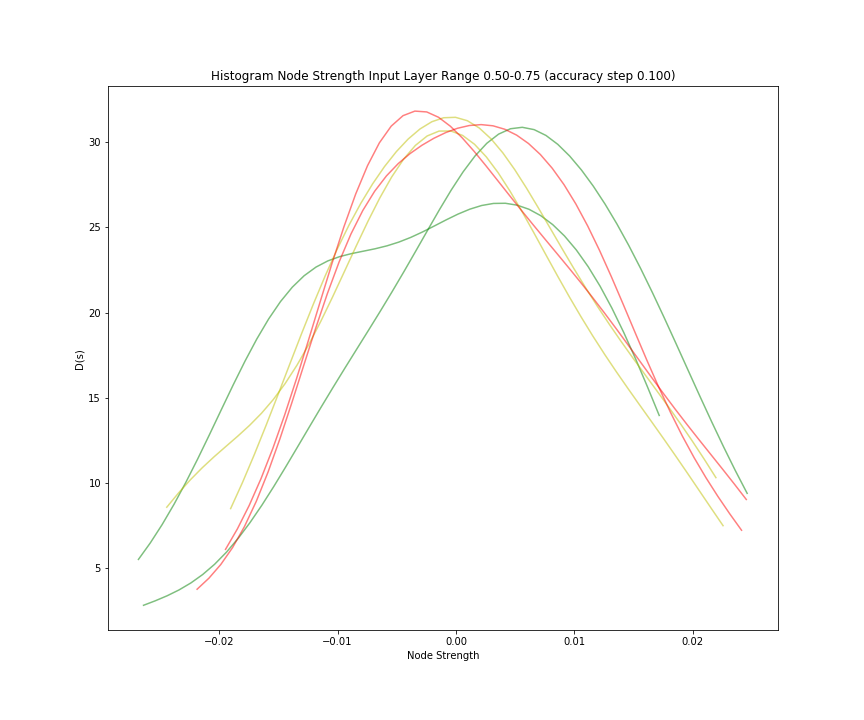 Histogram Node Strength Input Layer Range 0.50-0.75 (accuracy step 0.100)
30
25
20
15
10
5
D(s)
−0.02 −0.01 0.00 0.01 0.02
Node Strength